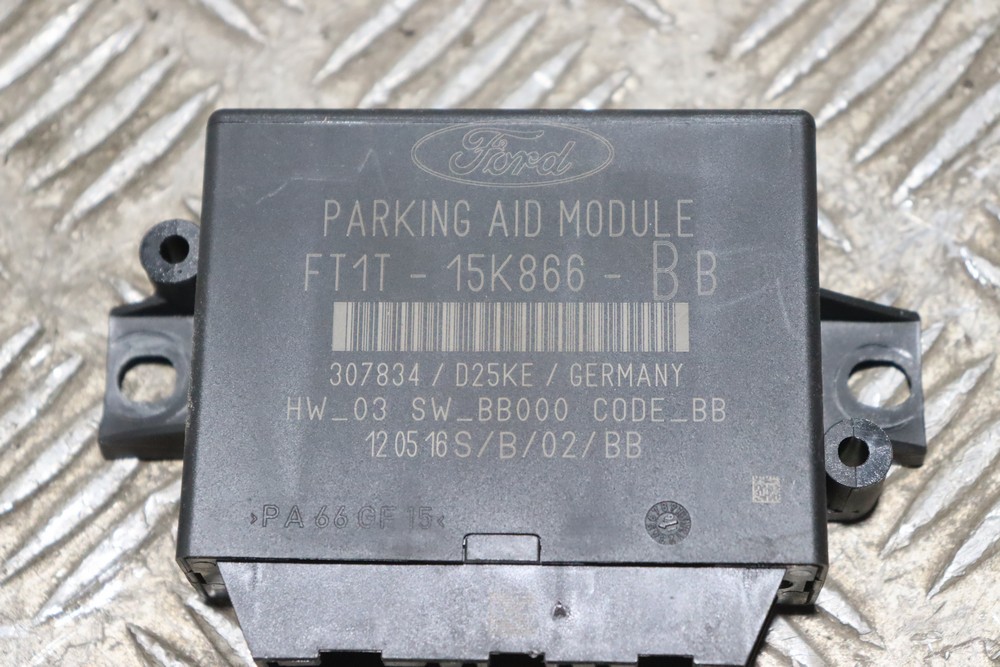 Ford
PARKING AID MODULE
FT1T - 15K866 - BB
307834 / D25KE / GERMANY
HW_03 SW_BB000 CODE_BB
12 05 16 S/B/02/BB
>PA 66 GF 15<